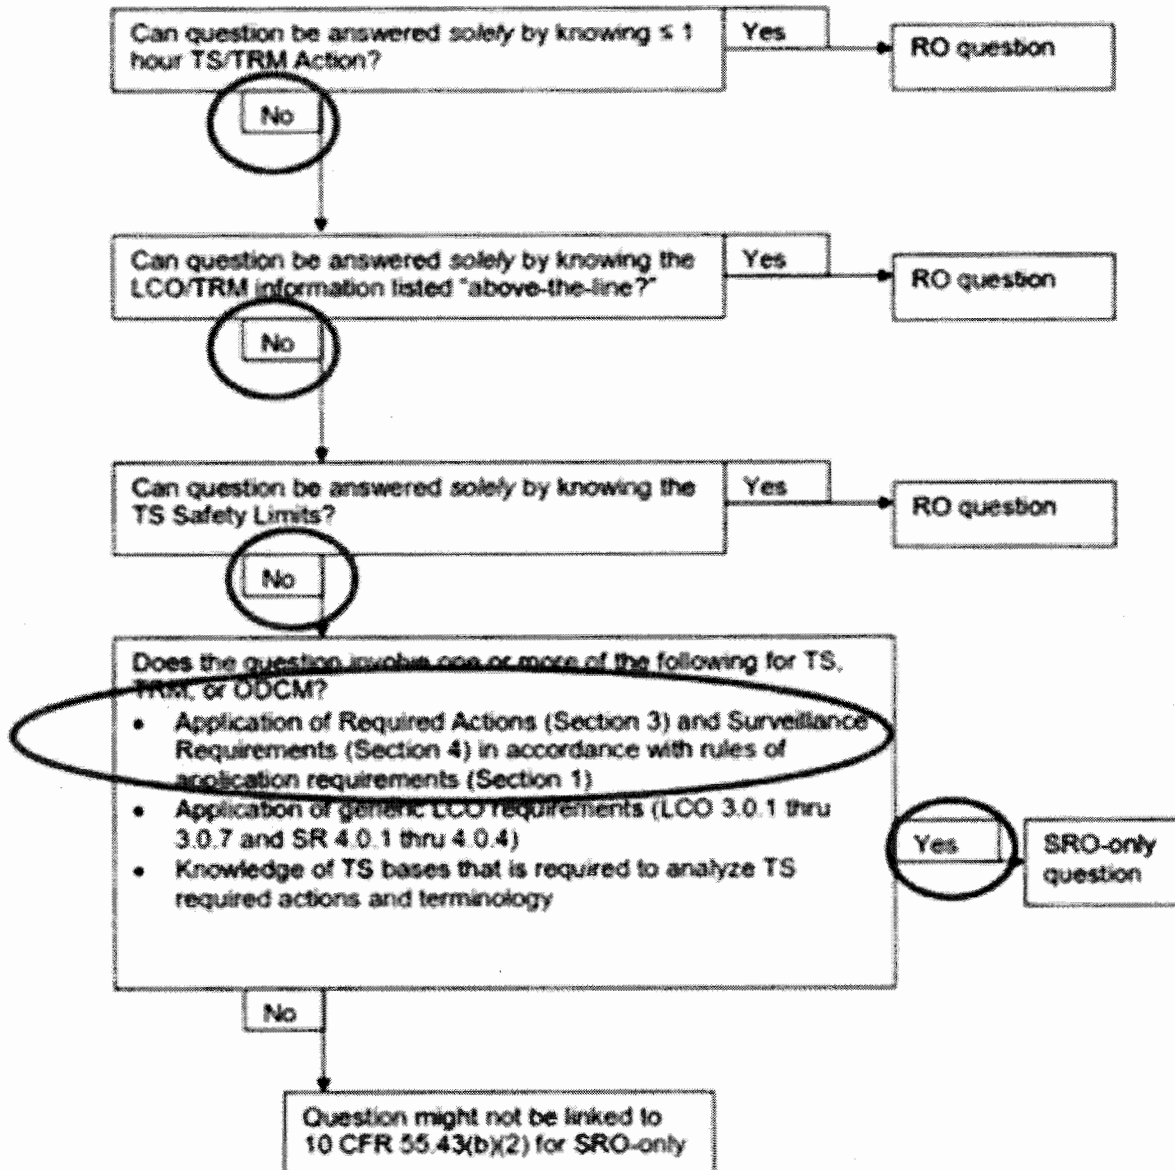 Can question be answered solely by knowing ≤ 1
hour TS/TRM Action?
Yes
RO question
No
Can question be answered solely by knowing the
LCO/TRM information listed "above-the-line?"
Yes
RO question
No
Can question be answered solely by knowing the
TS Safety Limits?
Yes
RO question
No
Does the question involve one or more of the following for TS,
TRM, or ODCM?
• Application of Required Actions (Section 3) and Surveillance
Requirements (Section 4) in accordance with rules of
application requirements (Section 1)
• Application of generic LCO requirements (LCO 3.0.1 thru
3.0.7 and SR 4.0.1 thru 4.0.4)
• Knowledge of TS bases that is required to analyze TS
required actions and terminology
Yes
SRO-only
question
No
Question might not be linked to
10 CFR 55.43(b)(2) for SRO-only